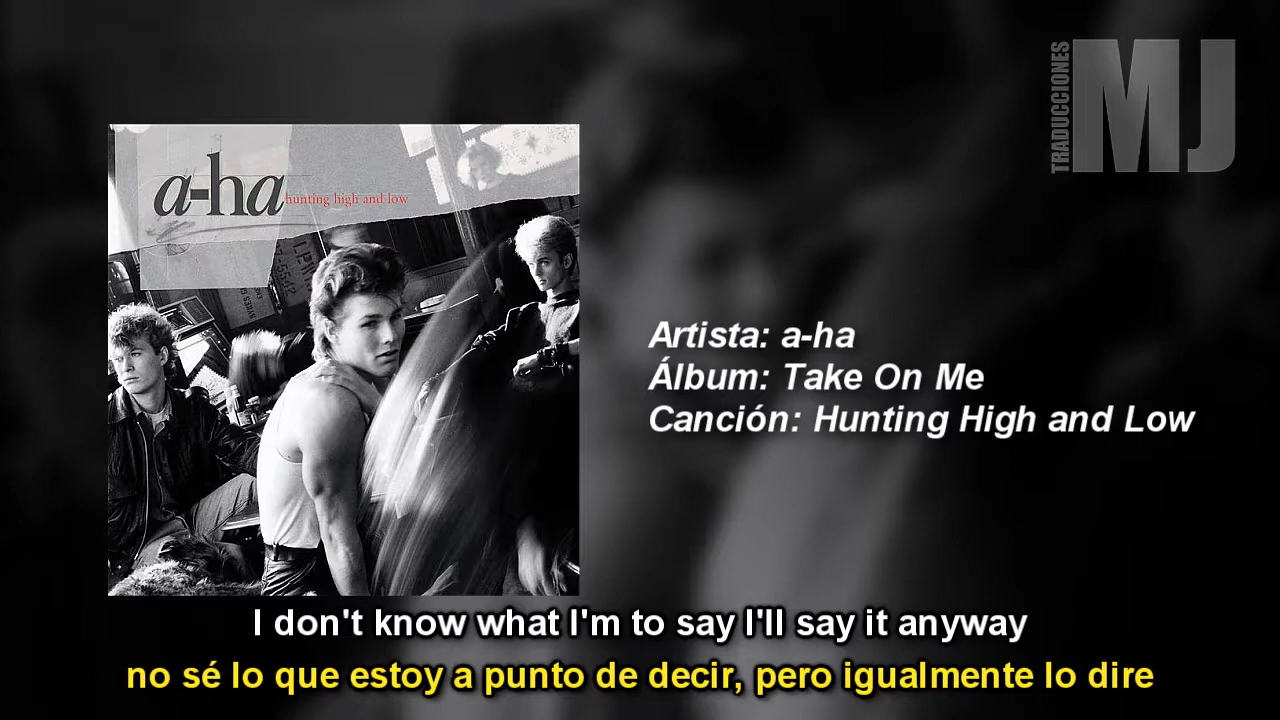 TRADUCCIONES
MJ
a-ha
hunting high and low
Artista: a-ha
Álbum: Take On Me
Canción: Hunting High and Low
I don't know what I'm to say I'll say it anyway
no sé lo que estoy a punto de decir, pero igualmente lo dire